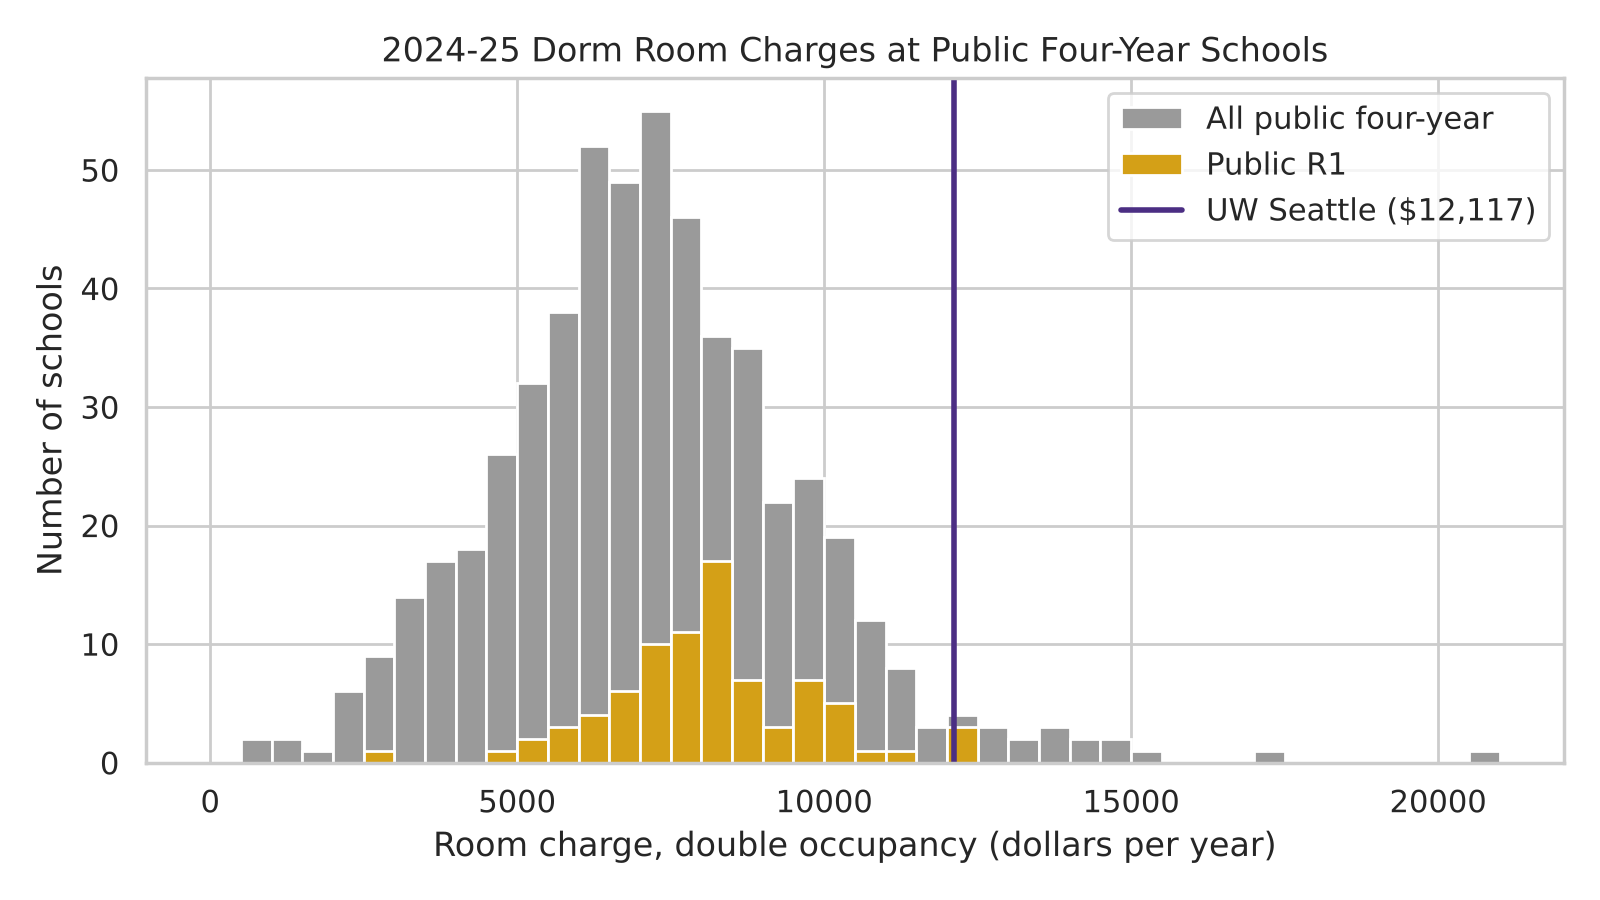 2024-25 Dorm Room Charges at Public Four-Year Schools
All public four-year
Public R1
UW Seattle ($12,117)
Number of schools
50
40
30
20
10
0
0 5000 10000 15000 20000
Room charge, double occupancy (dollars per year)